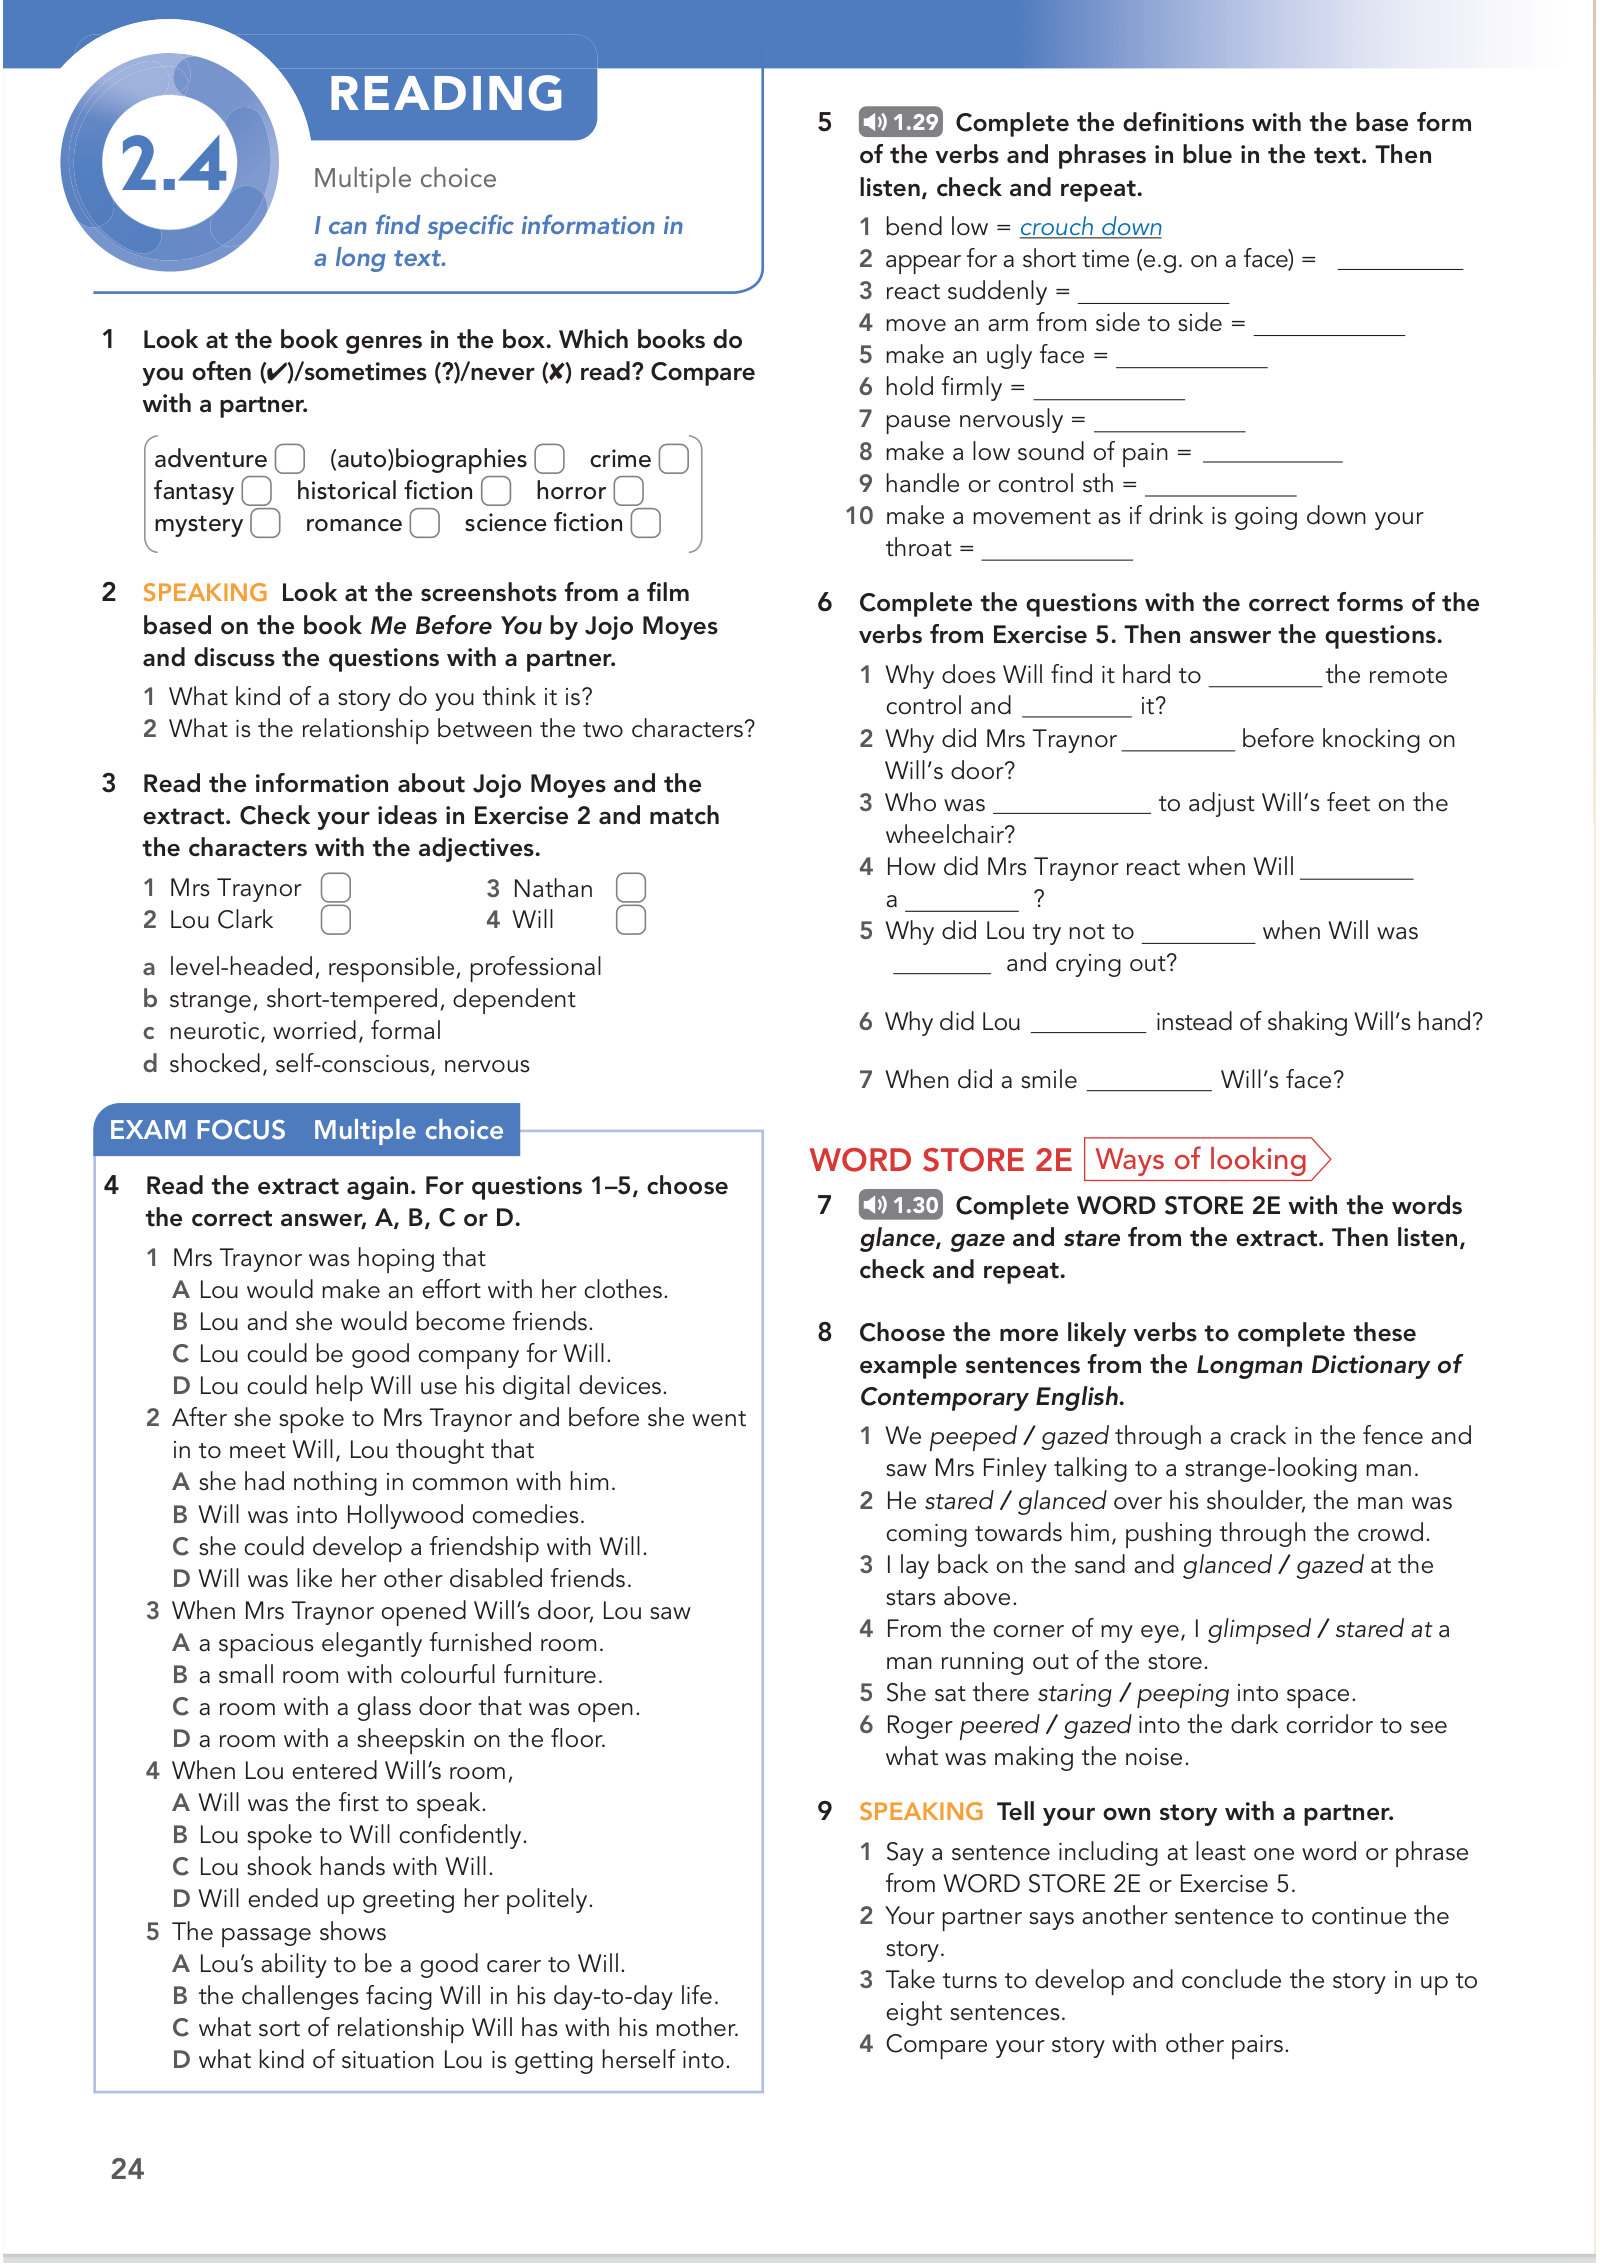 READING
2.4
Multiple choice
I can find specific information in
a long text.
1 Look at the book genres in the box. Which books do
you often (✔)/sometimes (?)/never (✘) read? Compare
with a partner.
adventure (auto)biographies crime
fantasy historical fiction horror
mystery romance science fiction
2 SPEAKING Look at the screenshots from a film
based on the book Me Before You by Jojo Moyes
and discuss the questions with a partner.
1 What kind of a story do you think it is?
2 What is the relationship between the two characters?
3 Read the information about Jojo Moyes and the
extract. Check your ideas in Exercise 2 and match
the characters with the adjectives.
1 Mrs Traynor 3 Nathan
2 Lou Clark 4 Will
a level-headed, responsible, professional
b strange, short-tempered, dependent
c neurotic, worried, formal
d shocked, self-conscious, nervous
EXAM FOCUS Multiple choice
4 Read the extract again. For questions 1–5, choose
the correct answer, A, B, C or D.
1 Mrs Traynor was hoping that
A Lou would make an effort with her clothes.
B Lou and she would become friends.
C Lou could be good company for Will.
D Lou could help Will use his digital devices.
2 After she spoke to Mrs Traynor and before she went
in to meet Will, Lou thought that
A she had nothing in common with him.
B Will was into Hollywood comedies.
C she could develop a friendship with Will.
D Will was like her other disabled friends.
3 When Mrs Traynor opened Will's door, Lou saw
A a spacious elegantly furnished room.
B a small room with colourful furniture.
C a room with a glass door that was open.
D a room with a sheepskin on the floor.
4 When Lou entered Will's room,
A Will was the first to speak.
B Lou spoke to Will confidently.
C Lou shook hands with Will.
D Will ended up greeting her politely.
5 The passage shows
A Lou's ability to be a good carer to Will.
B the challenges facing Will in his day-to-day life.
C what sort of relationship Will has with his mother.
D what kind of situation Lou is getting herself into.
24
5 1.29 Complete the definitions with the base form
of the verbs and phrases in blue in the text. Then
listen, check and repeat.
1 bend low = crouch down
2 appear for a short time (e.g. on a face) = ________
3 react suddenly = ________
4 move an arm from side to side = ________
5 make an ugly face = ________
6 hold firmly = ________
7 pause nervously = ________
8 make a low sound of pain = ________
9 handle or control sth = ________
10 make a movement as if drink is going down your
throat = ________
6 Complete the questions with the correct forms of the
verbs from Exercise 5. Then answer the questions.
1 Why does Will find it hard to ________ the remote
control and ________ it?
2 Why did Mrs Traynor ________ before knocking on
Will's door?
3 Who was ________ to adjust Will's feet on the
wheelchair?
4 How did Mrs Traynor react when Will ________
a ________ ?
5 Why did Lou try not to ________ when Will was
________ and crying out?
6 Why did Lou ________ instead of shaking Will's hand?
7 When did a smile ________ Will's face?
WORD STORE 2E Ways of looking
7 1.30 Complete WORD STORE 2E with the words
glance, gaze and stare from the extract. Then listen,
check and repeat.
8 Choose the more likely verbs to complete these
example sentences from the Longman Dictionary of
Contemporary English.
1 We peeped / gazed through a crack in the fence and
saw Mrs Finley talking to a strange-looking man.
2 He stared / glanced over his shoulder, the man was
coming towards him, pushing through the crowd.
3 I lay back on the sand and glanced / gazed at the
stars above.
4 From the corner of my eye, I glimpsed / stared at a
man running out of the store.
5 She sat there staring / peeping into space.
6 Roger peered / gazed into the dark corridor to see
what was making the noise.
9 SPEAKING Tell your own story with a partner.
1 Say a sentence including at least one word or phrase
from WORD STORE 2E or Exercise 5.
2 Your partner says another sentence to continue the
story.
3 Take turns to develop and conclude the story in up to
eight sentences.
4 Compare your story with other pairs.